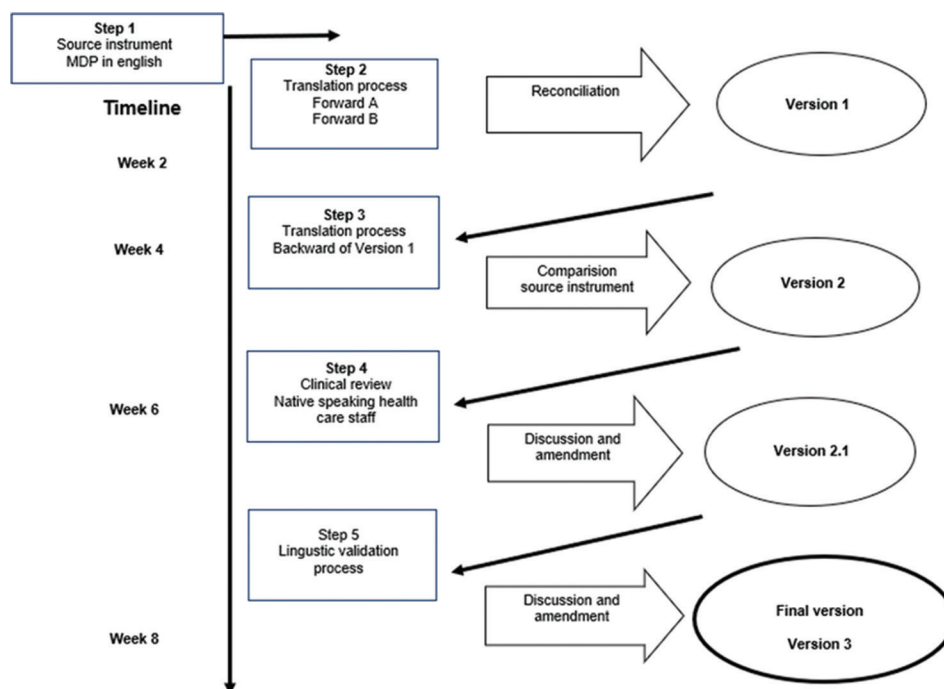 Step 1
Source instrument
MDP in english
Timeline
Step 2
Translation process
Forward A
Forward B
Reconciliation
Version 1
Week 2
Step 3
Translation process
Backward of Version 1
Week 4
Comparision
source instrument
Version 2
Step 4
Clinical review
Native speaking health
care staff
Week 6
Discussion and
amendment
Version 2.1
Step 5
Lingustic validation
process
Discussion and
amendment
Final version
Version 3
Week 8